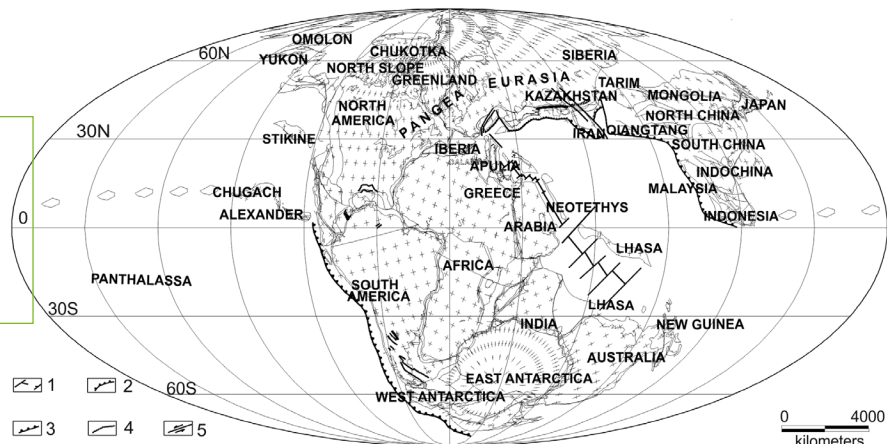 OMOLON
60N
CHUKOTKA
SIBERIA
YUKON
NORTH SLOPE
GREENLAND
EURASIA
TARIM
KAZAKHSTAN
MONGOLIA
JAPAN
PANGEA
NORTH
AMERICA
NORTH CHINA
30N
STIKINE
IRAN
QIANGTANG
SOUTH CHINA
IBERIA
APULIA
INDOCHINA
CHUGACH
GREECE
MALAYSIA
NEOTETHYS
0
ALEXANDER
ARABIA
INDONESIA
LHASA
AFRICA
PANTHALASSA
SOUTH
AMERICA
LHASA
30S
INDIA
NEW GUINEA
AUSTRALIA
EAST ANTARCTICA
60S
WEST ANTARCTICA
1
2
3
4
5
0 4000
kilometers